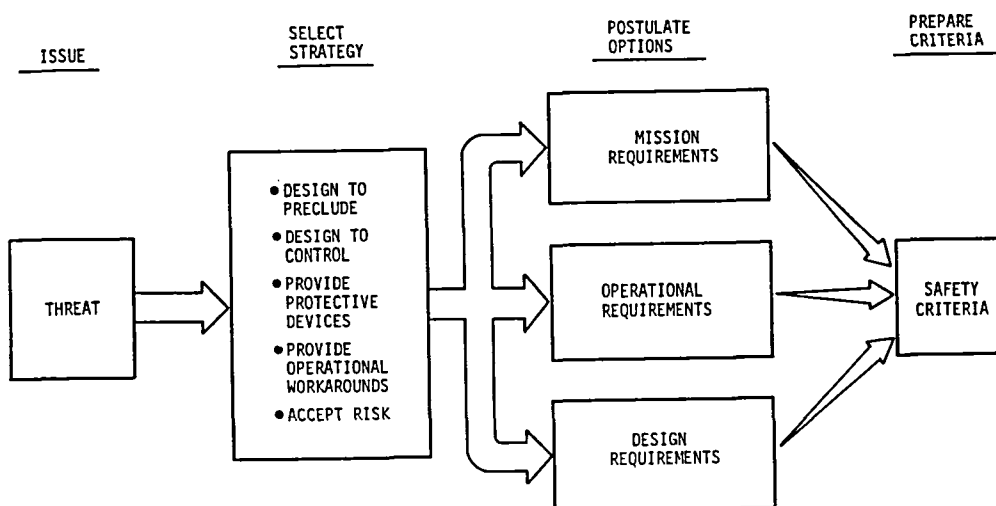 ISSUE
SELECT
STRATEGY
POSTULATE
OPTIONS
PREPARE
CRITERIA
THREAT
● DESIGN TO
PRECLUDE
● DESIGN TO
CONTROL
● PROVIDE
PROTECTIVE
DEVICES
● PROVIDE
OPERATIONAL
WORKAROUNDS
● ACCEPT RISK
MISSION
REQUIREMENTS
OPERATIONAL
REQUIREMENTS
DESIGN
REQUIREMENTS
SAFETY
CRITERIA